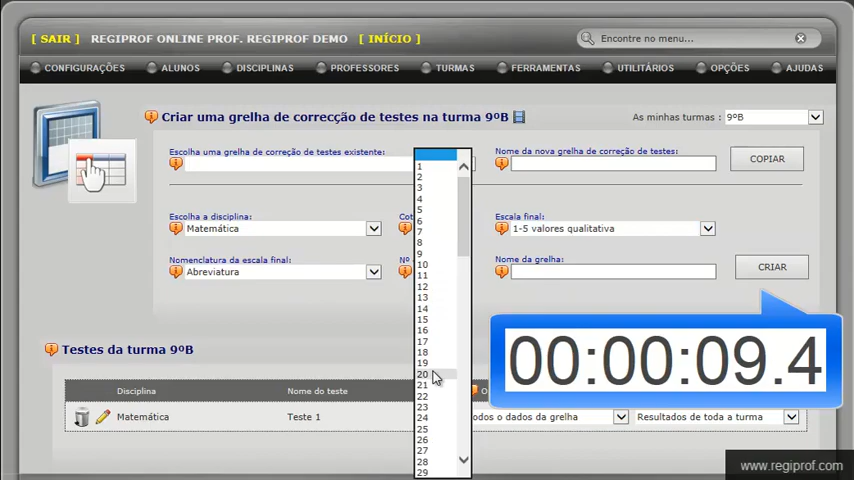 [ SAIR ] REGIPROF ONLINE PROF. REGIPROF DEMO [ INÍCIO ]
Encontre no menu...
CONFIGURAÇÕES ALUNOS DISCIPLINAS PROFESSORES TURMAS FERRAMENTAS UTILITÁRIOS OPÇÕES AJUDAS
Criar uma grelha de correcção de testes na turma 9ºB
As minhas turmas : 9ºB
Escolha uma grelha de correção de testes existente:
Nome da nova grelha de correção de testes:
COPIAR
Escolha a disciplina:
Matemática
Cot
Escala final:
1-5 valores qualitativa
Nomenclatura da escala final:
Abreviatura
Nº
Nome da grelha:
CRIAR
1
2
3
4
5
6
7
8
9
10
11
12
13
14
15
16
17
18
19
20
21
22
23
24
25
26
27
28
29
00:00:09.4
Testes da turma 9ºB
Disciplina Nome do teste O
Matemática Teste 1 odos o dados da grelha Resultados de toda a turma
www.regiprof.com